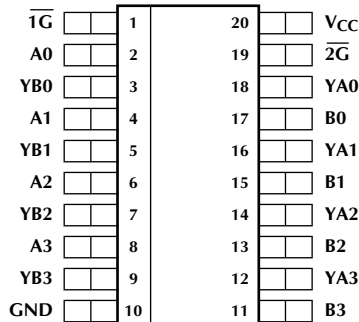 1G 1 20 VCC
A0 2 19 2G
YB0 3 18 YA0
A1 4 17 B0
YB1 5 16 YA1
A2 6 15 B1
YB2 7 14 YA2
A3 8 13 B2
YB3 9 12 YA3
GND 10 11 B3